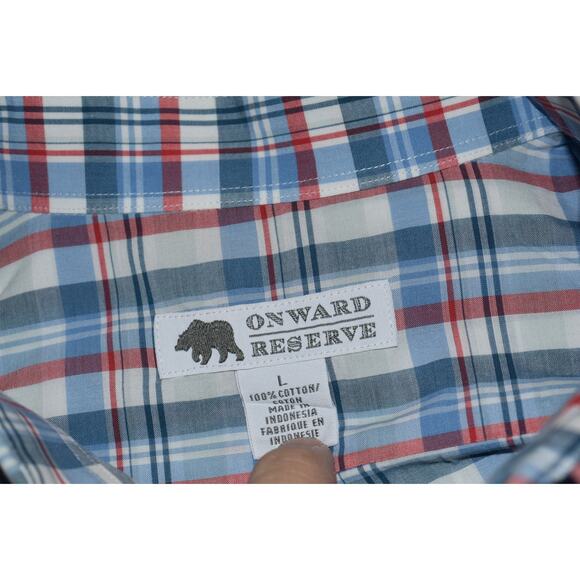 ONWARD
RESERVE
L
100% COTTON/
COTON
MADE IN
INDONESIA
FABRIQUE EN
INDONESIE